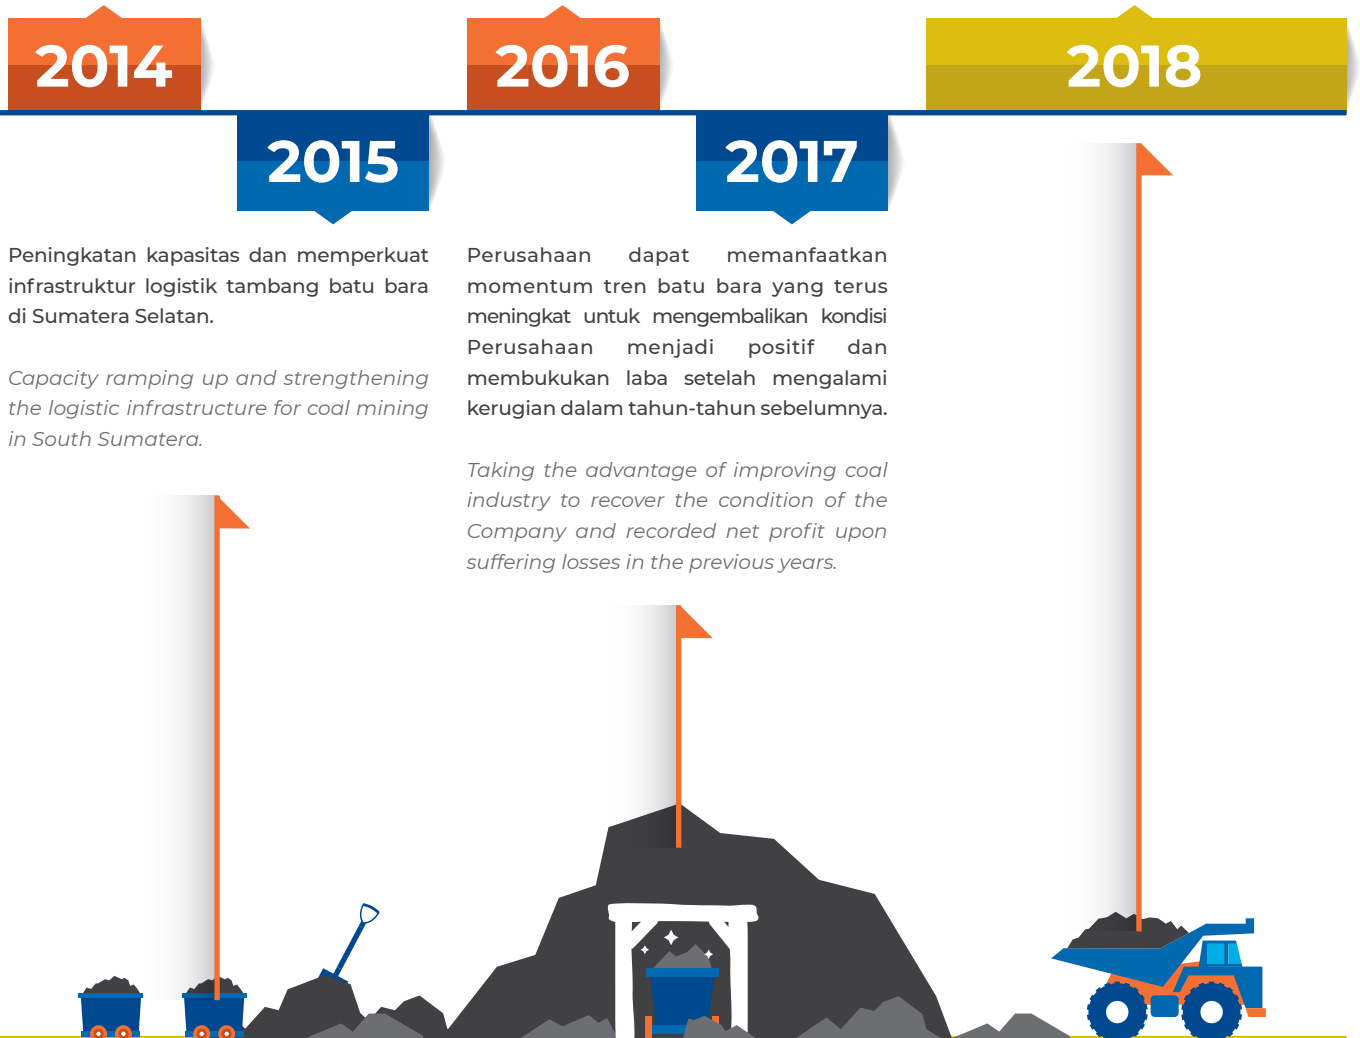 2014
2016
2018
2015
2017
Peningkatan kapasitas dan memperkuat
infrastruktur logistik tambang batu bara
di Sumatera Selatan.
Capacity ramping up and strengthening
the logistic infrastructure for coal mining
in South Sumatera.
Perusahaan dapat memanfaatkan
momentum tren batu bara yang terus
meningkat untuk mengembalikan kondisi
Perusahaan menjadi positif dan
membukukan laba setelah mengalami
kerugian dalam tahun-tahun sebelumnya.
Taking the advantage of improving coal
industry to recover the condition of the
Company and recorded net profit upon
suffering losses in the previous years.